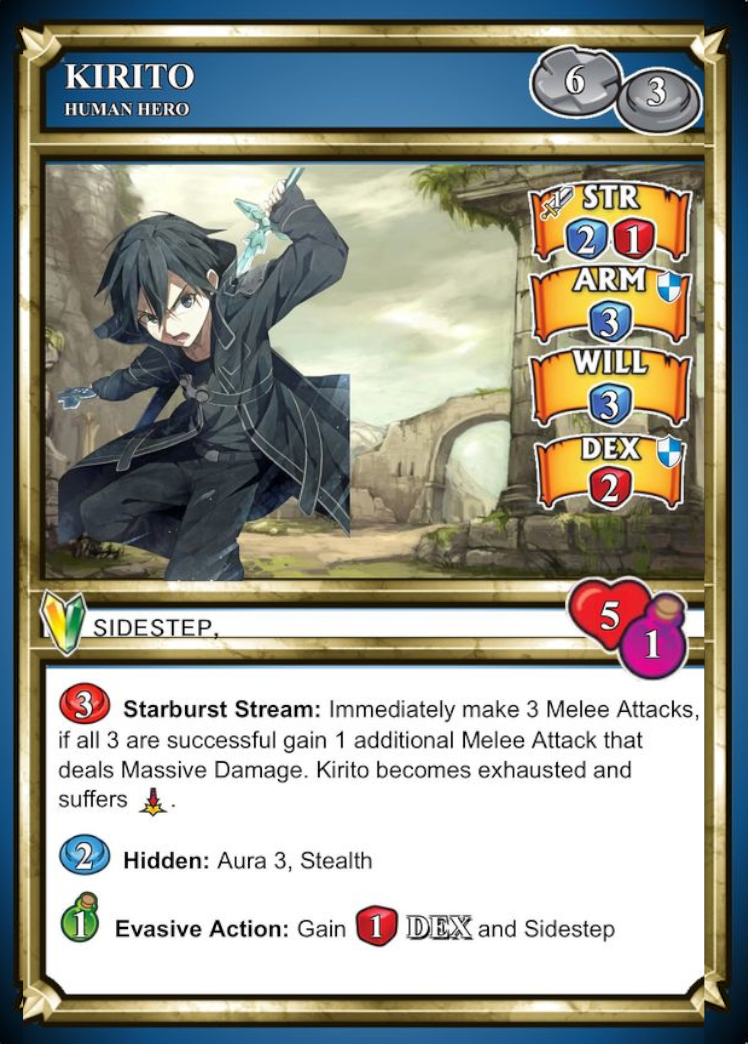 KIRITO
HUMAN HERO
6 3
1 STR
2 1
ARM
3
WILL
3
DEX
2
SIDESTEP,
5 1
3 Starburst Stream: Immediately make 3 Melee Attacks,
if all 3 are successful gain 1 additional Melee Attack that
deals Massive Damage. Kirito becomes exhausted and
suffers .
2 Hidden: Aura 3, Stealth
1 Evasive Action: Gain 1 DEX and Sidestep